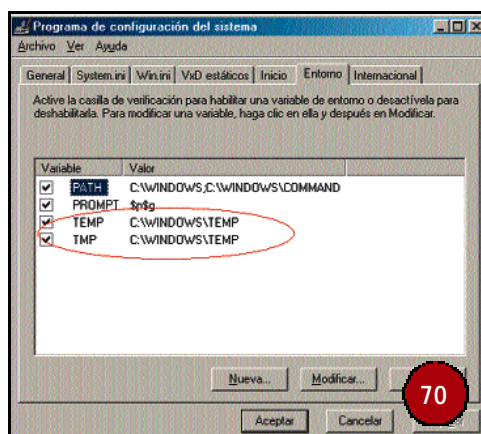 Programa de configuración del sistema
Archivo Ver Ayuda
General System.ini Win.ini VxD estáticos Inicio Entorno Internacional
Active la casilla de verificación para habilitar una variable de entorno o desactívela para
deshabilitarla. Para modificar una variable, haga clic en ella y después en Modificar.
Variable Valor
PATH C:\WINDOWS;C:\WINDOWS\COMMAND
PROMPT $p$g
TEMP C:\WINDOWS\TEMP
TMP C:\WINDOWS\TEMP
Nueva... Modificar...
70
Aceptar Cancelar